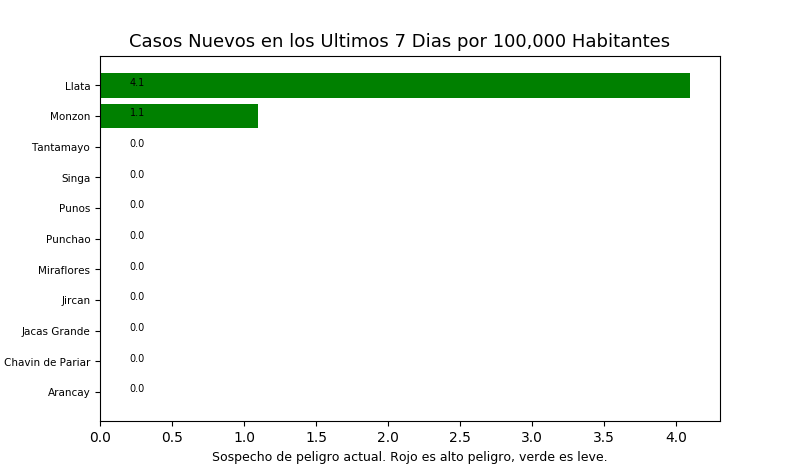 Casos Nuevos en los Ultimos 7 Dias por 100,000 Habitantes
Llata 4.1
Monzon 1.1
Tantamayo 0.0
Singa 0.0
Punos 0.0
Punchao 0.0
Miraflores 0.0
Jircan 0.0
Jacas Grande 0.0
Chavin de Pariar 0.0
Arancay 0.0
0.0 0.5 1.0 1.5 2.0 2.5 3.0 3.5 4.0
Sospecho de peligro actual. Rojo es alto peligro, verde es leve.